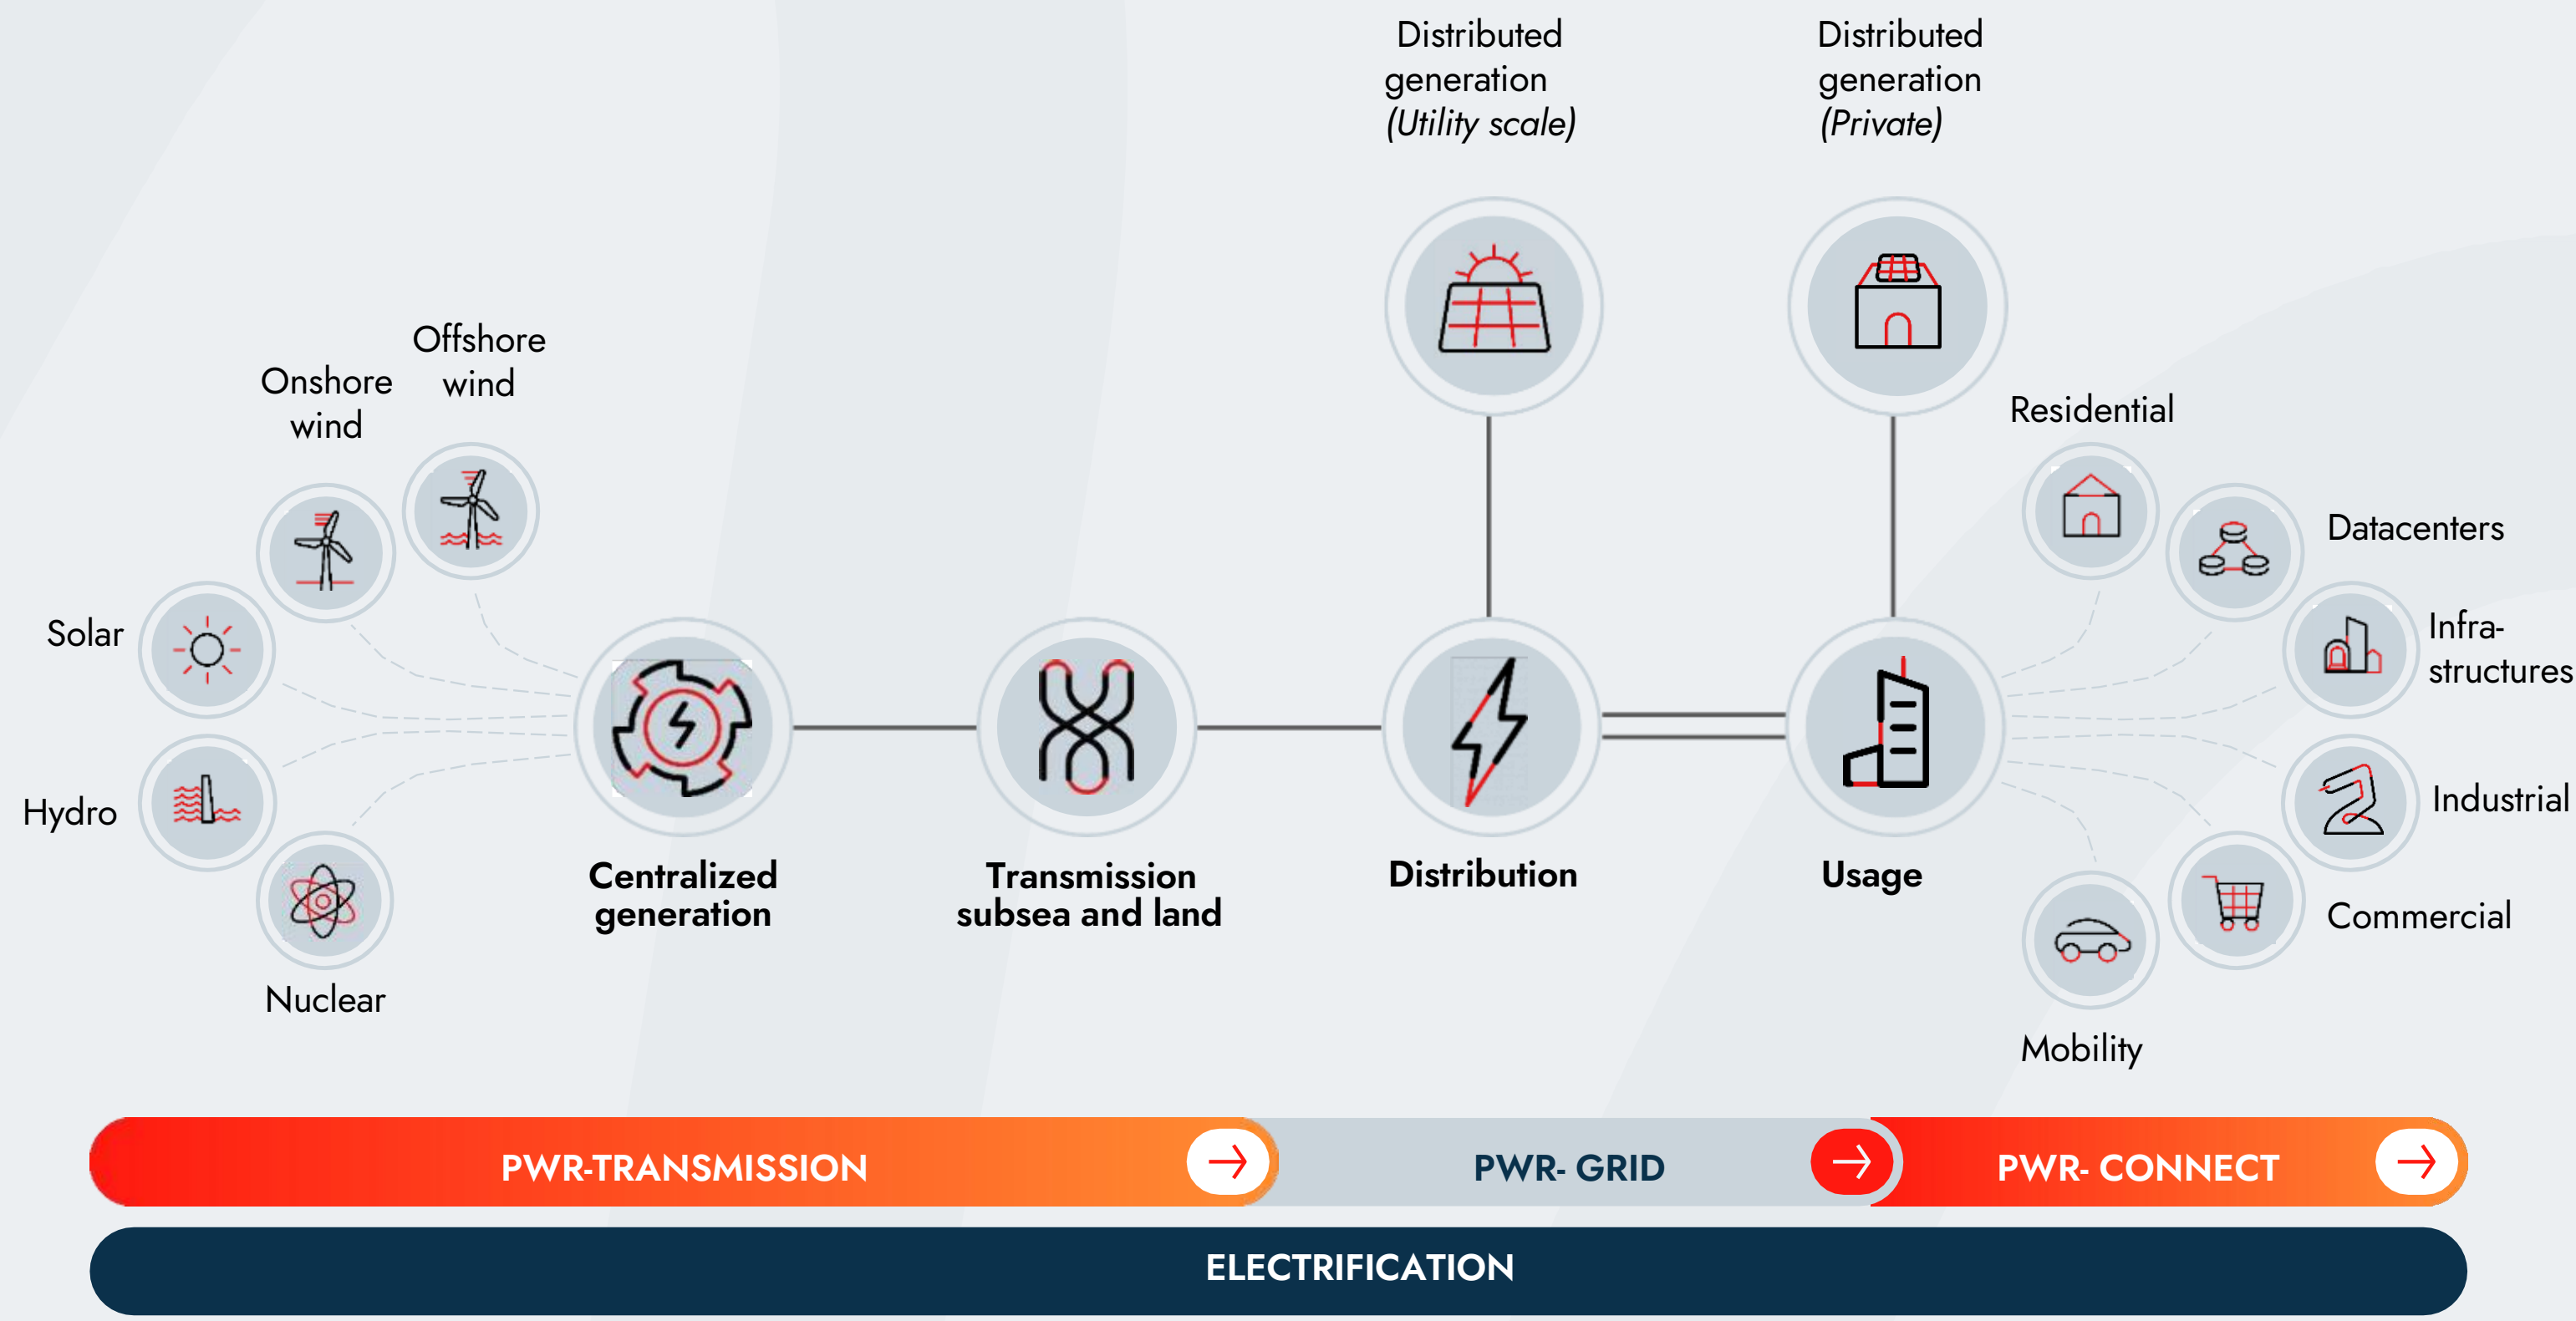 Distributed
generation
(Utility scale)
Distributed
generation
(Private)
Offshore
wind
Onshore
wind
Solar
Hydro
Nuclear
Residential
Datacenters
Infra-
structures
Industrial
Commercial
Mobility
Centralized
generation
Transmission
subsea and land
Distribution
Usage
PWR-TRANSMISSION
PWR- GRID
PWR- CONNECT
ELECTRIFICATION